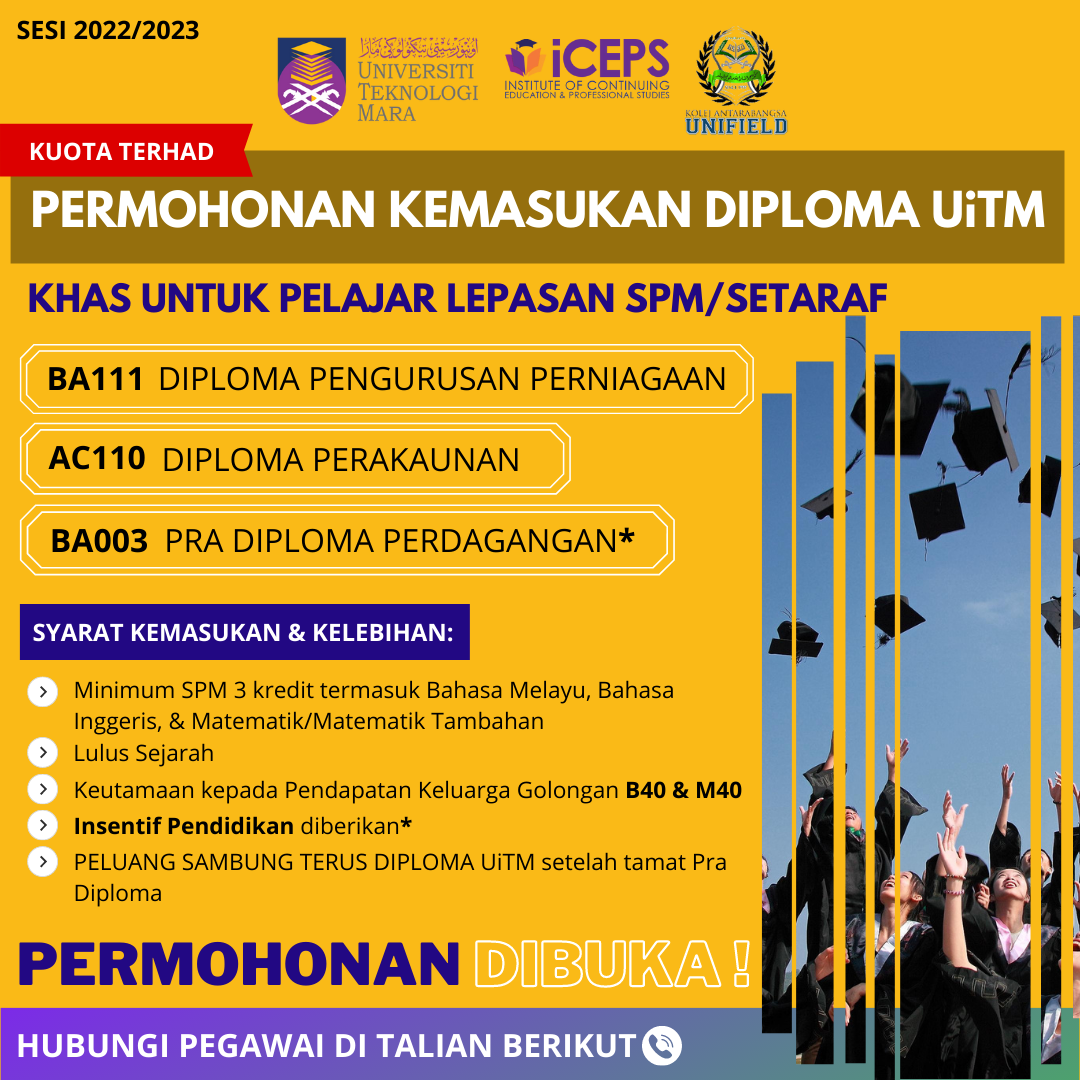 SESI 2022/2023
اونيۏرسيتي تيكنولوݢي مارا
UNIVERSITI
TEKNOLOGI
MARA
iCEPS
INSTITUTE OF CONTINUING
EDUCATION & PROFESSIONAL STUDIES
KOLEJ ANTARABANGSA
UNIFIELD
KUOTA TERHAD
PERMOHONAN KEMASUKAN DIPLOMA UiTM
KHAS UNTUK PELAJAR LEPASAN SPM/SETARAF
BA111 DIPLOMA PENGURUSAN PERNIAGAAN
AC110 DIPLOMA PERAKAUNAN
BA003 PRA DIPLOMA PERDAGANGAN*
SYARAT KEMASUKAN & KELEBIHAN:
Minimum SPM 3 kredit termasuk Bahasa Melayu, Bahasa
Inggeris, & Matematik/Matematik Tambahan
Lulus Sejarah
Keutamaan kepada Pendapatan Keluarga Golongan B40 & M40
Insentif Pendidikan diberikan*
PELUANG SAMBUNG TERUS DIPLOMA UiTM setelah tamat Pra
Diploma
PERMOHONAN DIBUKA !
HUBUNGI PEGAWAI DI TALIAN BERIKUT